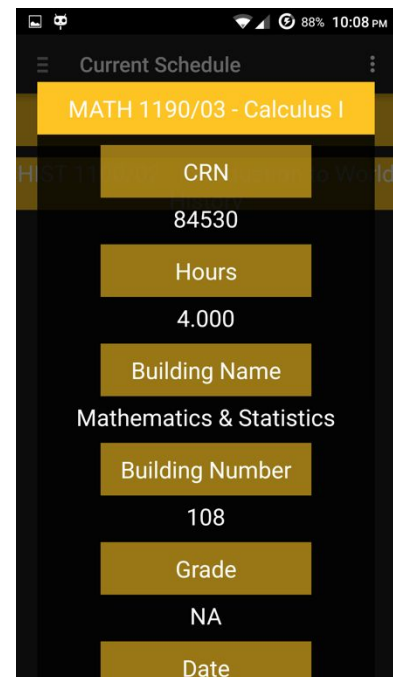 88% 10:08 PM
Current Schedule
MATH 1190/03 - Calculus I
CRN
84530
Hours
4.000
Building Name
Mathematics & Statistics
Building Number
108
Grade
NA
Date